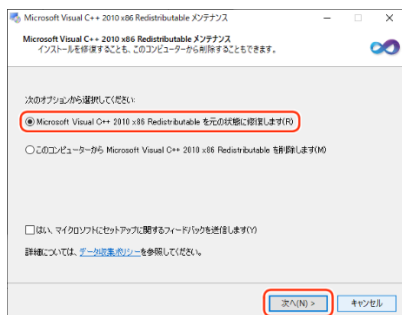 Microsoft Visual C++ 2010 x86 Redistributable メンテナンス
Microsoft Visual C++ 2010 x86 Redistributable メンテナンス
インストールを修復することも、このコンピューターから削除することもできます。
次のオプションから選択してください:
Microsoft Visual C++ 2010 x86 Redistributable を元の状態に修復します(R)
このコンピューターから Microsoft Visual C++ 2010 x86 Redistributable を削除します(M)
はい、マイクロソフトにセットアップに関するフィードバックを送信します(Y)
詳細については、データ収集ポリシーを参照してください。
次へ(N) >
キャンセル